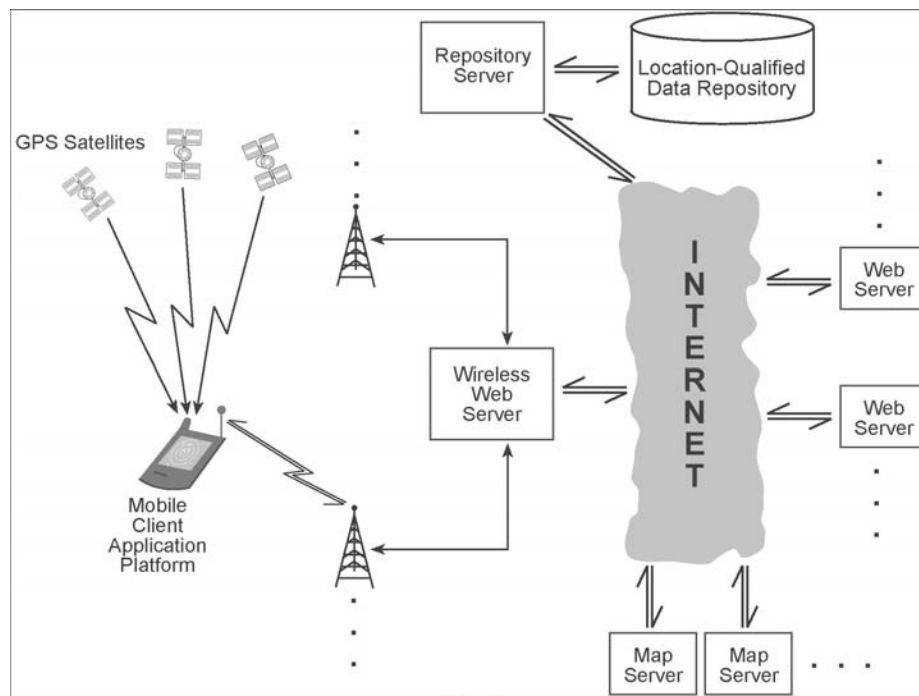 Repository
Server
Location-Qualified
Data Repository
GPS Satellites
INTERNET
Web
Server
Wireless
Web
Server
Web
Server
Mobile
Client
Application
Platform
Map
Server
Map
Server